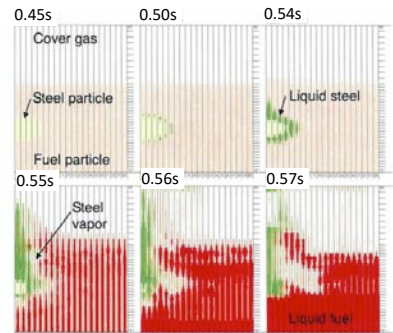 0.45s
0.50s
0.54s
Cover gas
Steel particle
Liquid steel
Fuel particle
0.55s
0.56s
0.57s
Steel
vapor
Liquid fuel